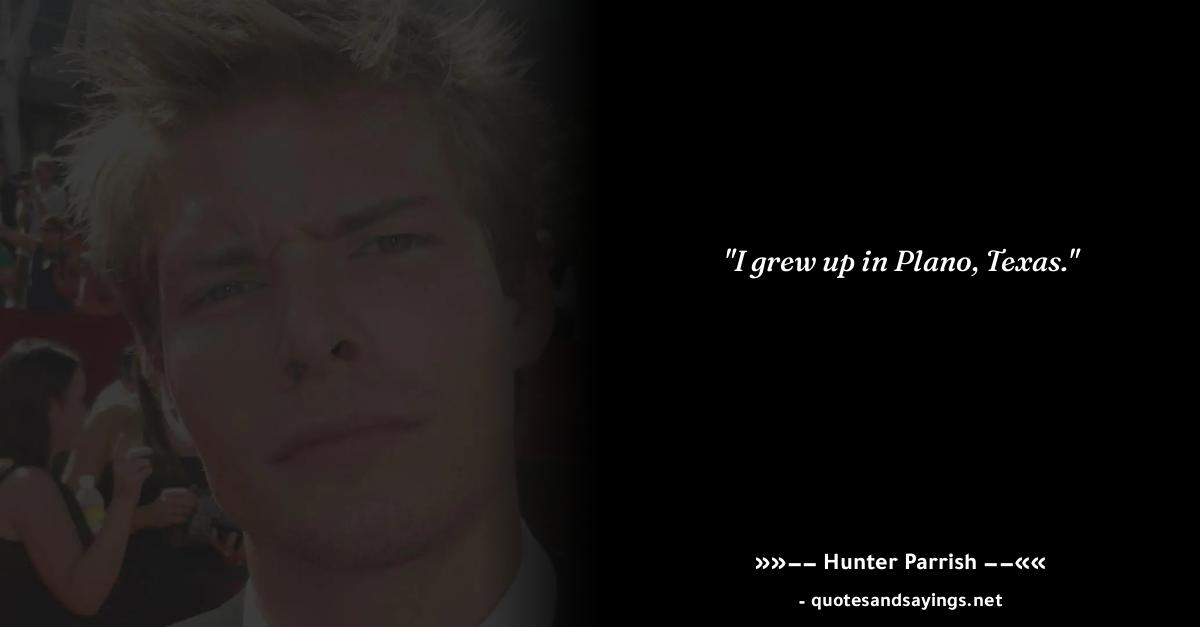 "I grew up in Plano, Texas."
»»–– Hunter Parrish ––««
- quotesandsayings.net